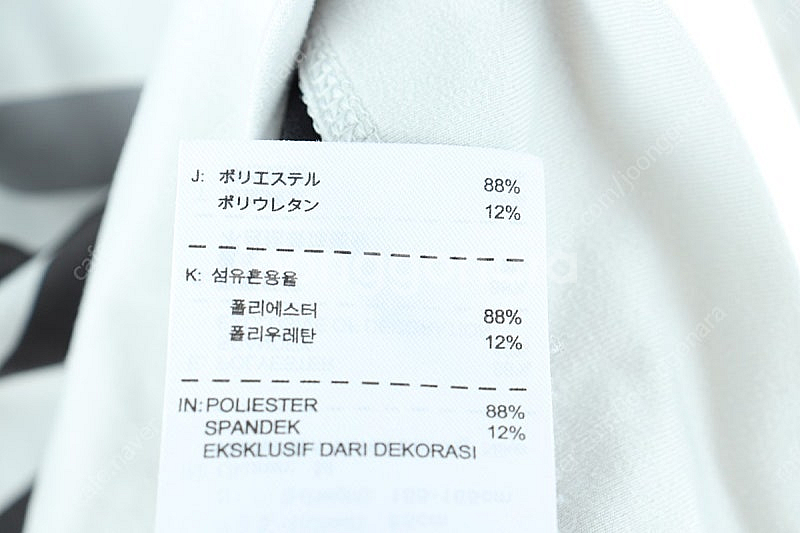 J: ポリエステル 88%
ポリウレタン 12%
K: 섬유혼용율
폴리에스터 88%
폴리우레탄 12%
IN: POLIESTER 88%
SPANDEK 12%
EKSKLUSIF DARI DEKORASI